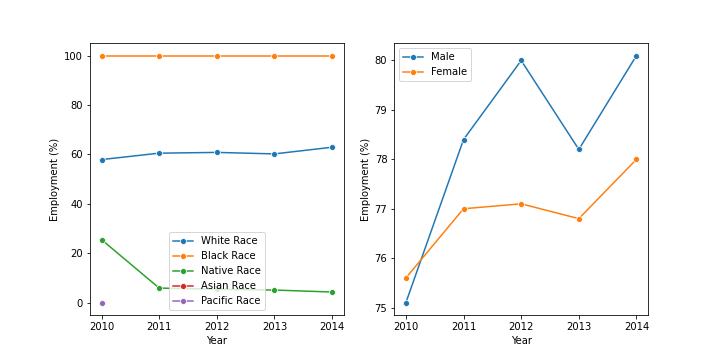 100
80
60
40
20
0
Employment (%)
2010 2011 2012 2013 2014
Year
White Race
Black Race
Native Race
Asian Race
Pacific Race
80
79
78
77
76
75
Employment (%)
2010 2011 2012 2013 2014
Year
Male
Female